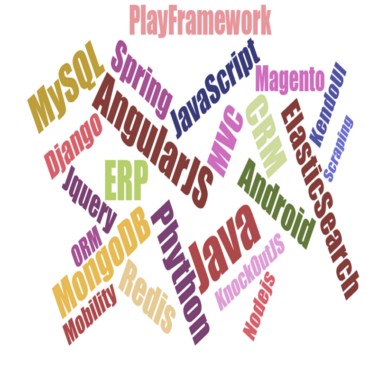 PlayFramework
MySQL
Spring
JavaScript
Magento
KendoUI
AngularJS
MVC
CRM
ElasticSearch
Scraping
Django
ERP
Jquery
Android
ORM
MongoDB
Phython
Java
KnockOutJS
Redis
Mobility
Nodejs